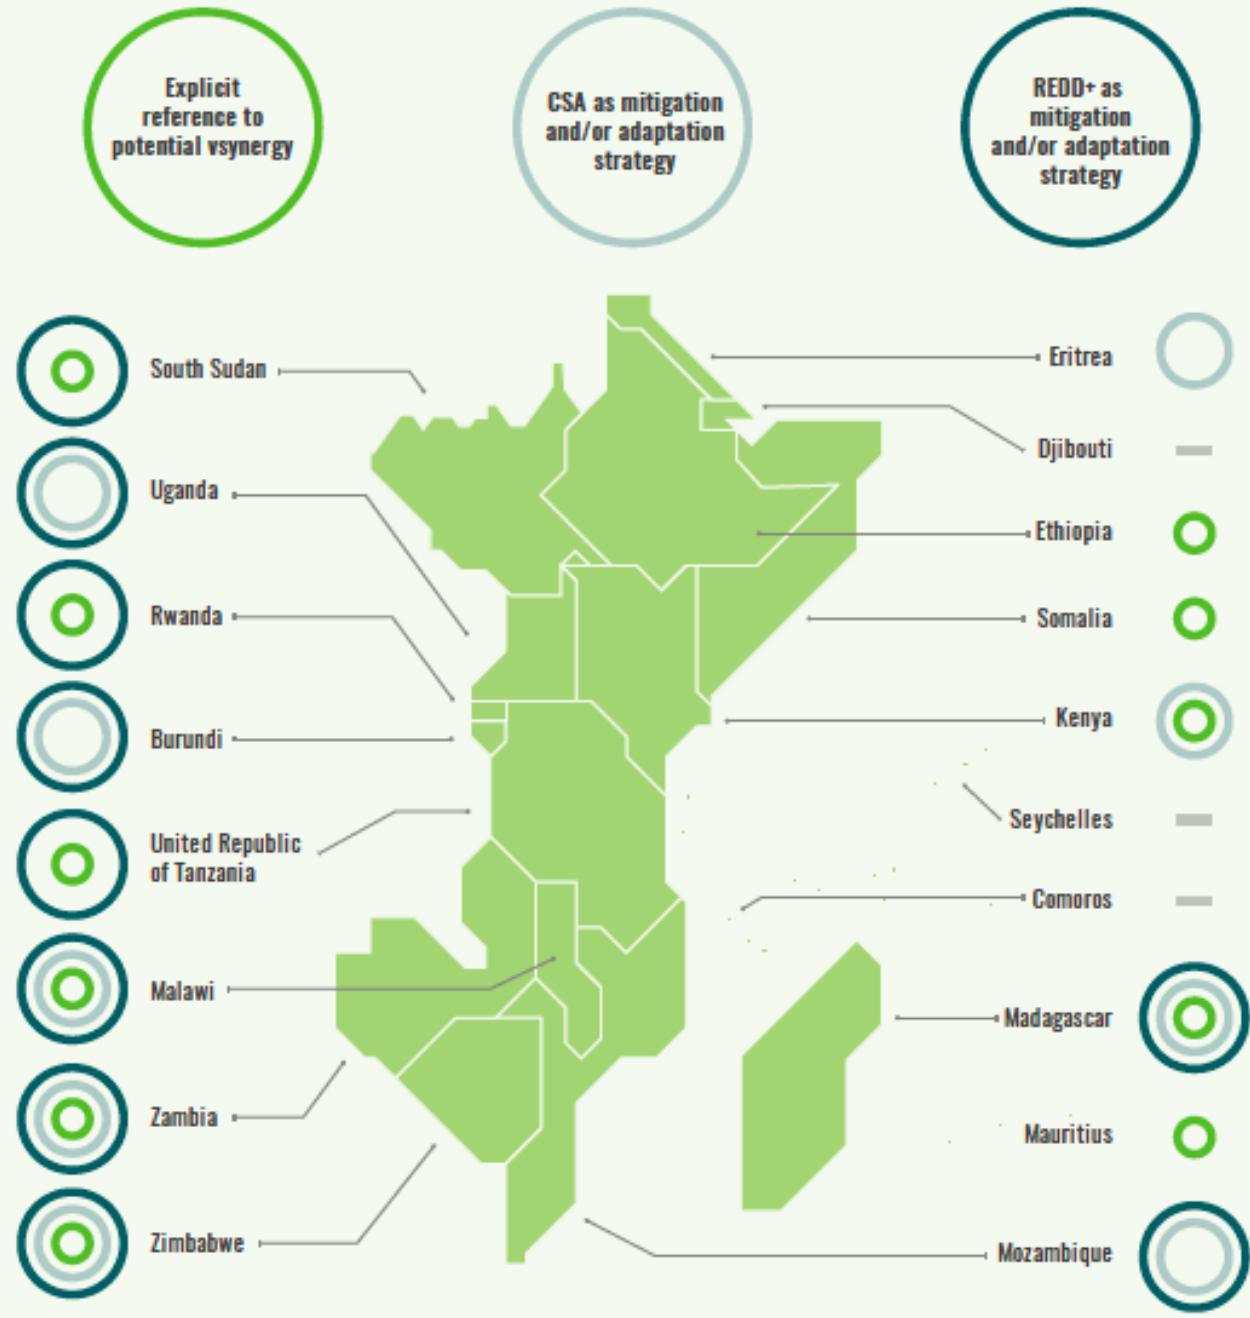 Explicit
reference to
potential vsynergy
CSA as mitigation
and/or adaptation
strategy
REDD+ as
mitigation
and/or adaptation
strategy
South Sudan
Uganda
Rwanda
Burundi
United Republic
of Tanzania
Malawi
Zambia
Zimbabwe
Eritrea
Djibouti
Ethiopia
Somalia
Kenya
Seychelles
Comoros
Madagascar
Mauritius
Mozambique